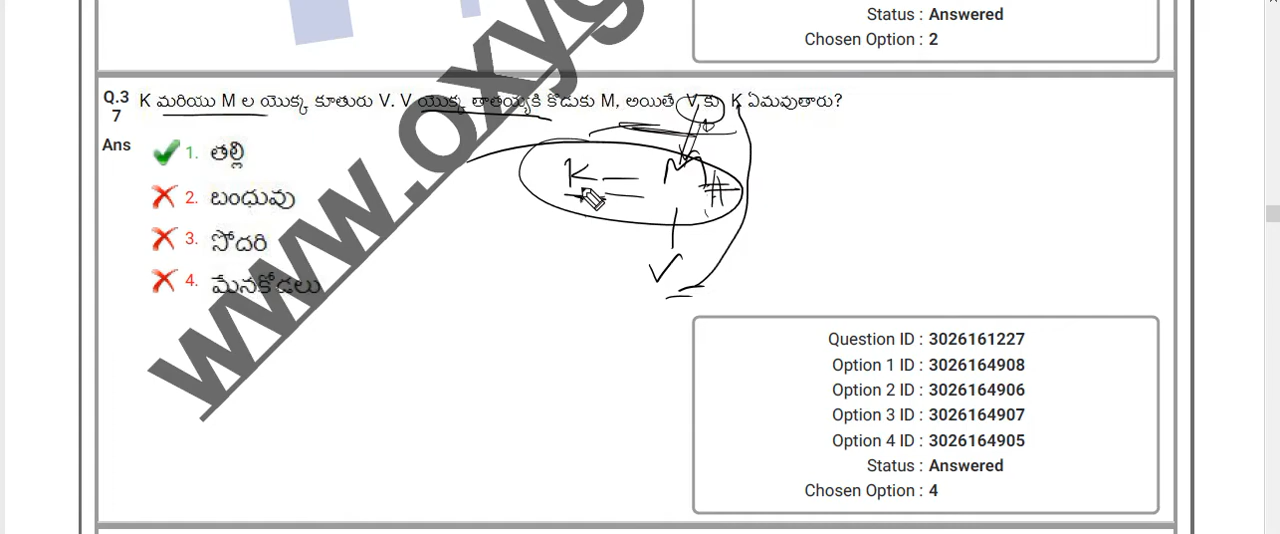 Status : Answered
Chosen Option : 2
www.oxyg
Q.3 K మరియు M ల యొక్క కూతురు V. V యొక్క తాతయ్యకి కొడుకు M, అయితే V కు K ఏమవుతారు?
7
Ans 1. తల్లి
2. బంధువు
3. సోదరి
4. మేనకోడలు
K M
V
Question ID : 3026161227
Option 1 ID : 3026164908
Option 2 ID : 3026164906
Option 3 ID : 3026164907
Option 4 ID : 3026164905
Status : Answered
Chosen Option : 4